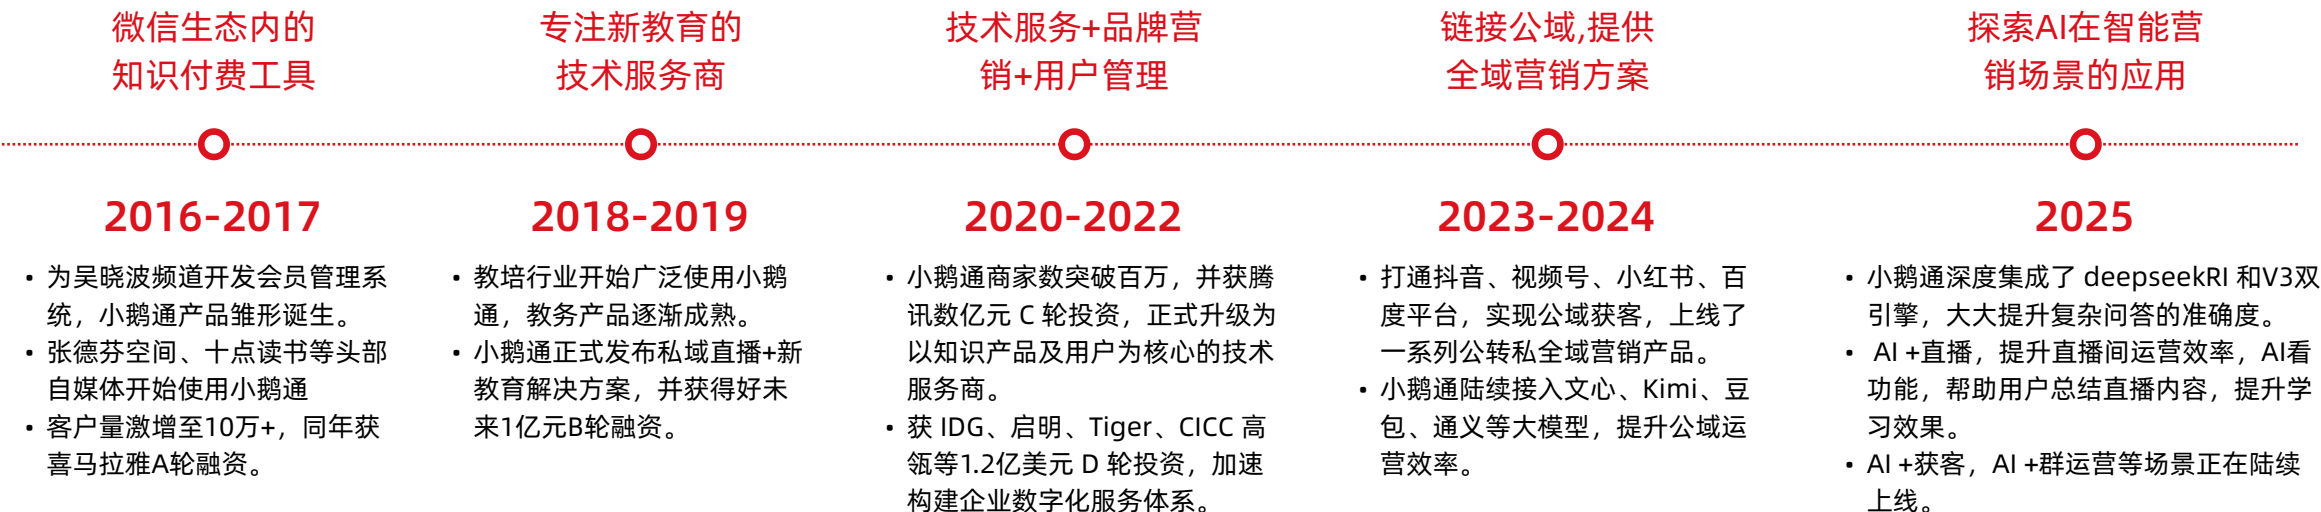 微信生态内的
知识付费工具
专注新教育的
技术服务商
技术服务+品牌营
销+用户管理
链接公域,提供
全域营销方案
探索AI在智能营
销场景的应用
2016-2017
• 为吴晓波频道开发会员管理系
统，小鹅通产品雏形诞生。
• 张德芬空间、十点读书等头部
自媒体开始使用小鹅通
• 客户量激增至10万+，同年获
喜马拉雅A轮融资。
2018-2019
• 教培行业开始广泛使用小鹅
通，教务产品逐渐成熟。
• 小鹅通正式发布私域直播+新
教育解决方案，并获得好未
来1亿元B轮融资。
2020-2022
• 小鹅通商家数突破百万，并获腾
讯数亿元 C 轮投资，正式升级为
以知识产品及用户为核心的技术
服务商。
• 获 IDG、启明、Tiger、CICC 高
瓴等1.2亿美元 D 轮投资，加速
构建企业数字化服务体系。
2023-2024
• 打通抖音、视频号、小红书、百
度平台，实现公域获客，上线了
一系列公转私全域营销产品。
• 小鹅通陆续接入文心、Kimi、豆
包、通义等大模型，提升公域运
营效率。
2025
• 小鹅通深度集成了 deepseekRI 和V3双
引擎，大大提升复杂问答的准确度。
• AI +直播，提升直播间运营效率，AI看
功能，帮助用户总结直播内容，提升学
习效果。
• AI +获客，AI +群运营等场景正在陆续
上线。